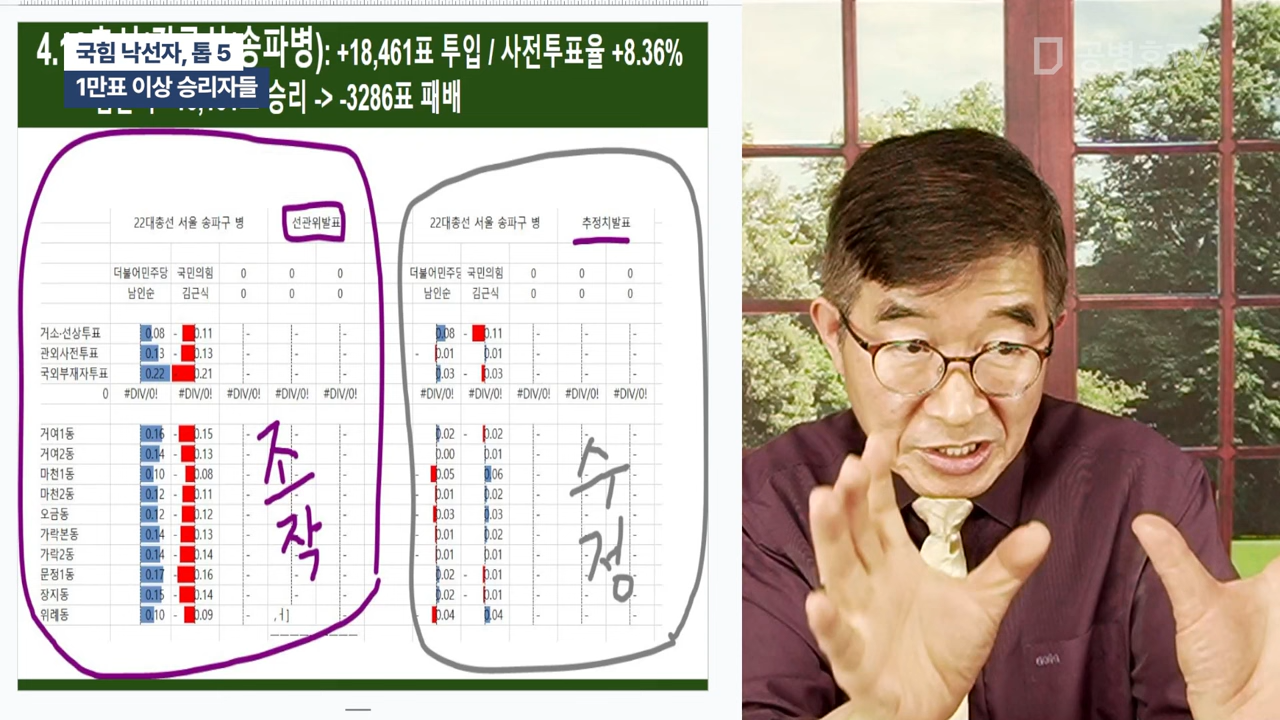 국힘 낙선자, 톱 5
1만표 이상 승리자들
송파병): +18,461표 투입 / 사전투표율 +8.36%
승리 -> -3286표 패배
22대총선 서울 송파구 병 선관위발표
더불어민주당 국민의힘 0 0 0
남인순 김근식 0 0 0
거소·선상투표 0.08 - 0.11 - - -
관외사전투표 0.13 - 0.13 - - -
국외부재자투표 0.22 - 0.21 - - -
0 #DIV/0! #DIV/0! #DIV/0! #DIV/0! #DIV/0!
거여1동 0.16 - 0.15 - - -
거여2동 0.14 - 0.13 - - -
마천1동 0.10 - 0.08 - - -
마천2동 0.12 - 0.11 - - -
오금동 0.12 - 0.12 - - -
가락본동 0.14 - 0.13 - - -
가락2동 0.14 - 0.14 - - -
문정1동 0.17 - 0.16 - - -
장지동 0.15 - 0.14 - - -
위례동 0.10 - 0.09 - -
조작
22대총선 서울 송파구 병 추정치발표
더불어민주당 국민의힘 0 0 0
남인순 김근식 0 0 0
0.08 - 0.11 - - -
- 0.01 0.01 - - -
0.03 - 0.03 - - -
#DIV/0! #DIV/0! #DIV/0! #DIV/0! #DIV/0!
0.02 - 0.02 - - -
0.00 0.01 - - -
- 0.05 0.06 - - -
- 0.01 0.02 - - -
- 0.03 0.03 - - -
- 0.01 0.02 - - -
- 0.01 0.01 - - -
0.02 - 0.01 - - -
0.02 - 0.01 - - -
- 0.04 0.04 - - -
수정
공병호